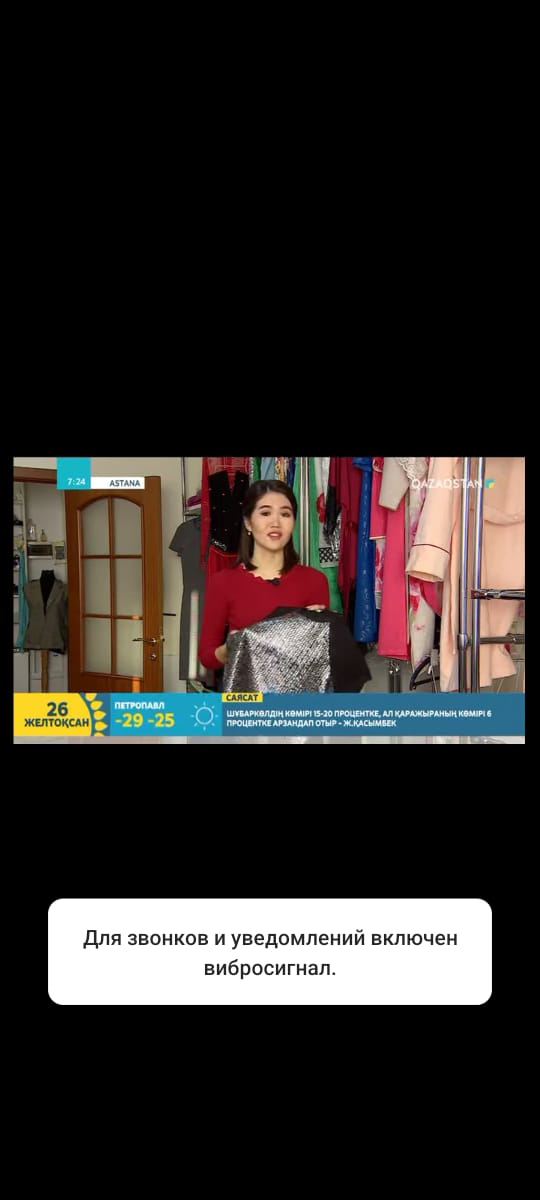 7:24
ASTANA
QAZAQSTAN
26
ЖЕЛТОҚСАН
ПЕТРОПАВЛ
-29 -25
САЯСАТ
ШҰБАРКӨЛДІҢ КӨМІРІ 15-20 ПРОЦЕНТКЕ, АЛ ҚАРАЖЫРАНЫҢ КӨМІРІ 6
ПРОЦЕНТКЕ АРЗАНДАП ОТЫР - Ж.ҚАСЫМБЕК
Для звонков и уведомлений включен
вибросигнал.